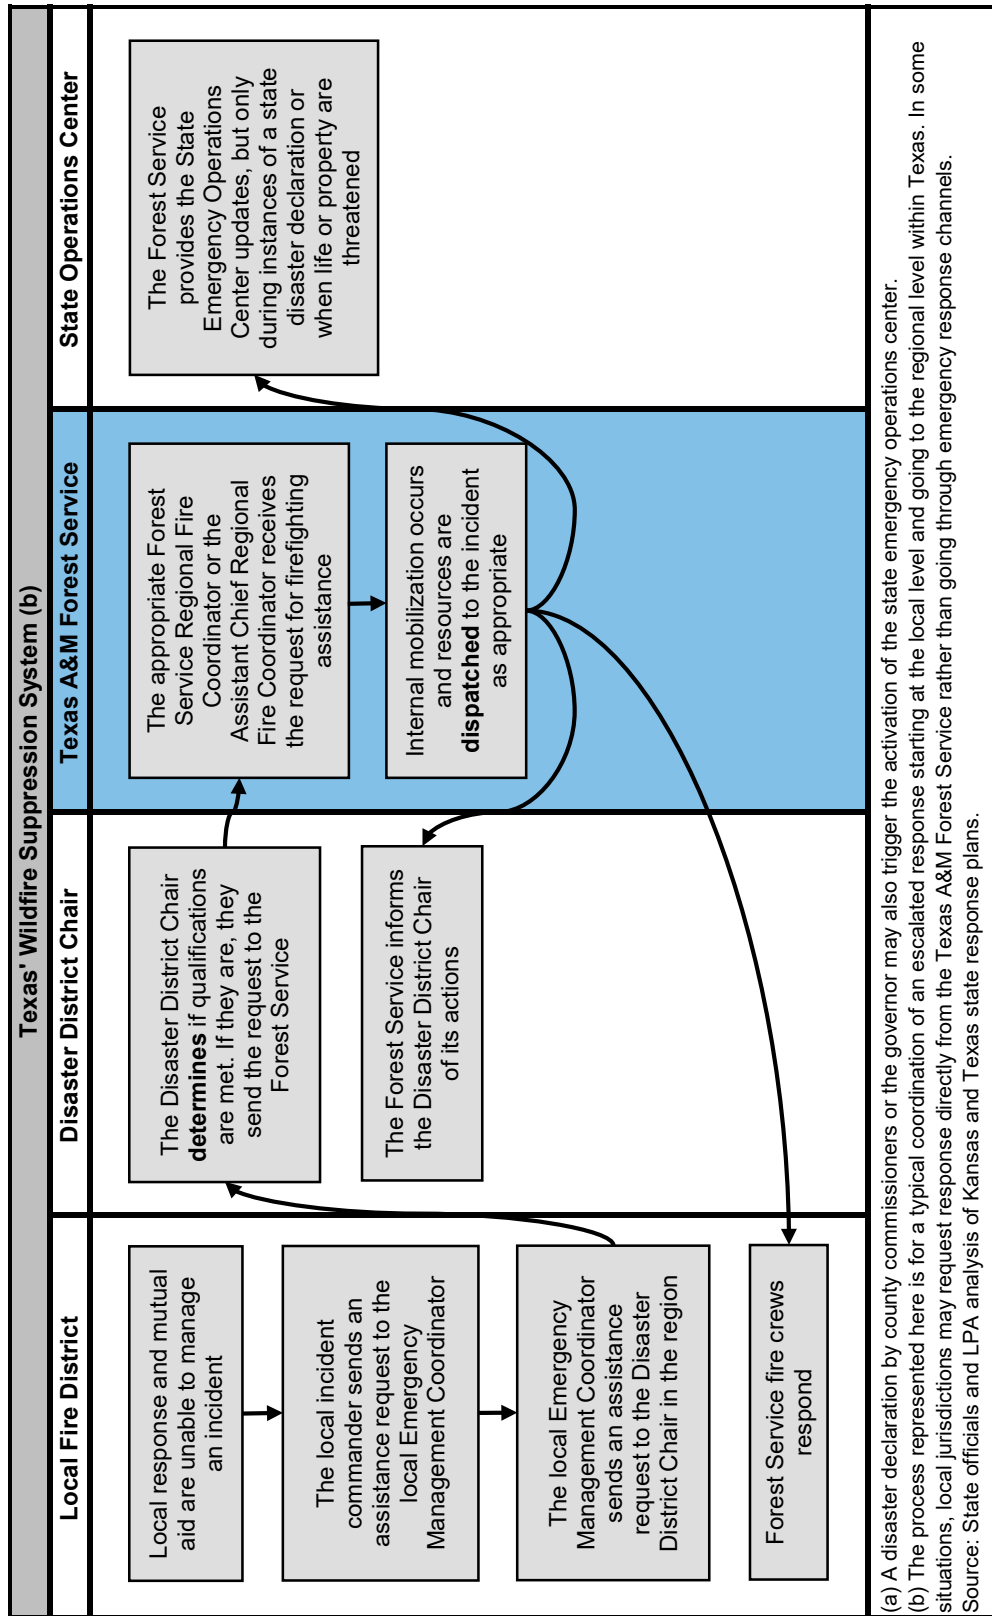 Texas' Wildfire Suppression System (b)
Local Fire District
Disaster District Chair
Texas A&M Forest Service
State Operations Center
Local response and mutual
aid are unable to manage
an incident
The local incident
commander sends an
assistance request to the
local Emergency
Management Coordinator
The local Emergency
Management Coordinator
sends an assistance
request to the Disaster
District Chair in the region
Forest Service fire crews
respond
The Disaster District Chair
determines if qualifications
are met. If they are, they
send the request to the
Forest Service
The Forest Service informs
the Disaster District Chair
of its actions
The appropriate Forest
Service Regional Fire
Coordinator or the
Assistant Chief Regional
Fire Coordinator receives
the request for firefighting
assistance
Internal mobilization occurs
and resources are
dispatched to the incident
as appropriate
The Forest Service
provides the State
Emergency Operations
Center updates, but only
during instances of a state
disaster declaration or
when life or property are
threatened
(a) A disaster declaration by county commissioners or the governor may also trigger the activation of the state emergency operations center.
(b) The process represented here is for a typical coordination of an escalated response starting at the local level and going to the regional level within Texas. In some
situations, local jurisdictions may request response directly from the Texas A&M Forest Service rather than going through emergency response channels.
Source: State officials and LPA analysis of Kansas and Texas state response plans.